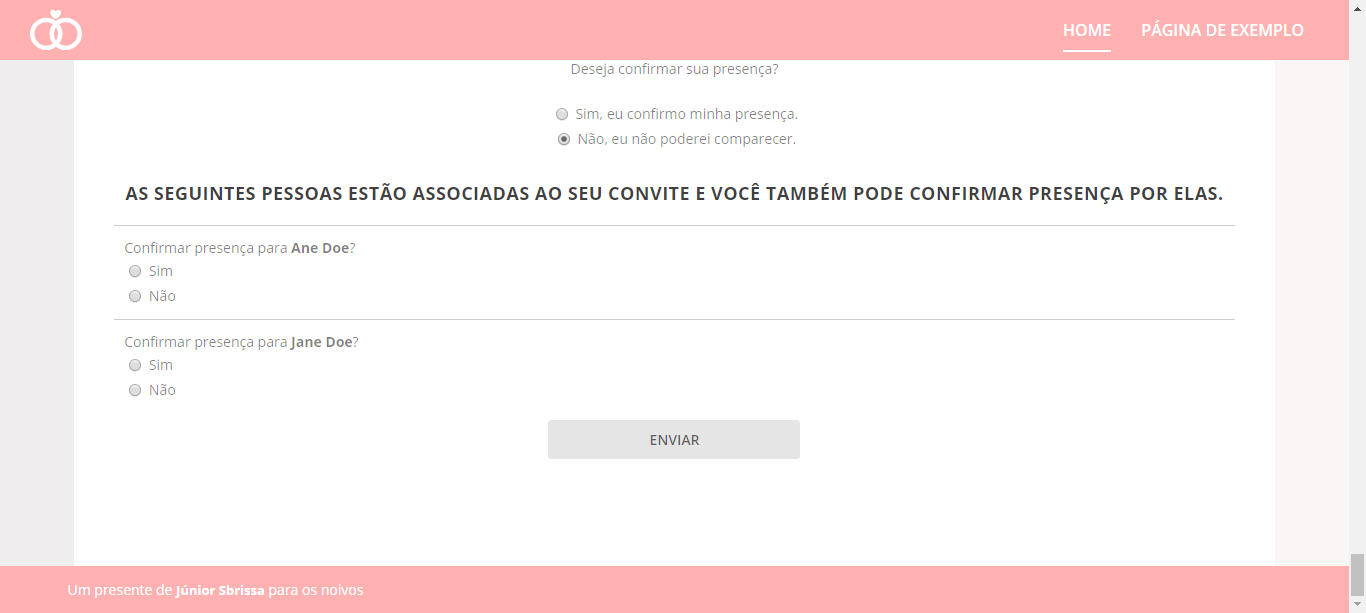 HOME PÁGINA DE EXEMPLO
Deseja confirmar sua presença?
Sim, eu confirmo minha presença.
Não, eu não poderei comparecer.
AS SEGUINTES PESSOAS ESTÃO ASSOCIADAS AO SEU CONVITE E VOCÊ TAMBÉM PODE CONFIRMAR PRESENÇA POR ELAS.
Confirmar presença para Ane Doe?
Sim
Não
Confirmar presença para Jane Doe?
Sim
Não
ENVIAR
Um presente de Júnior Sbrissa para os noivos